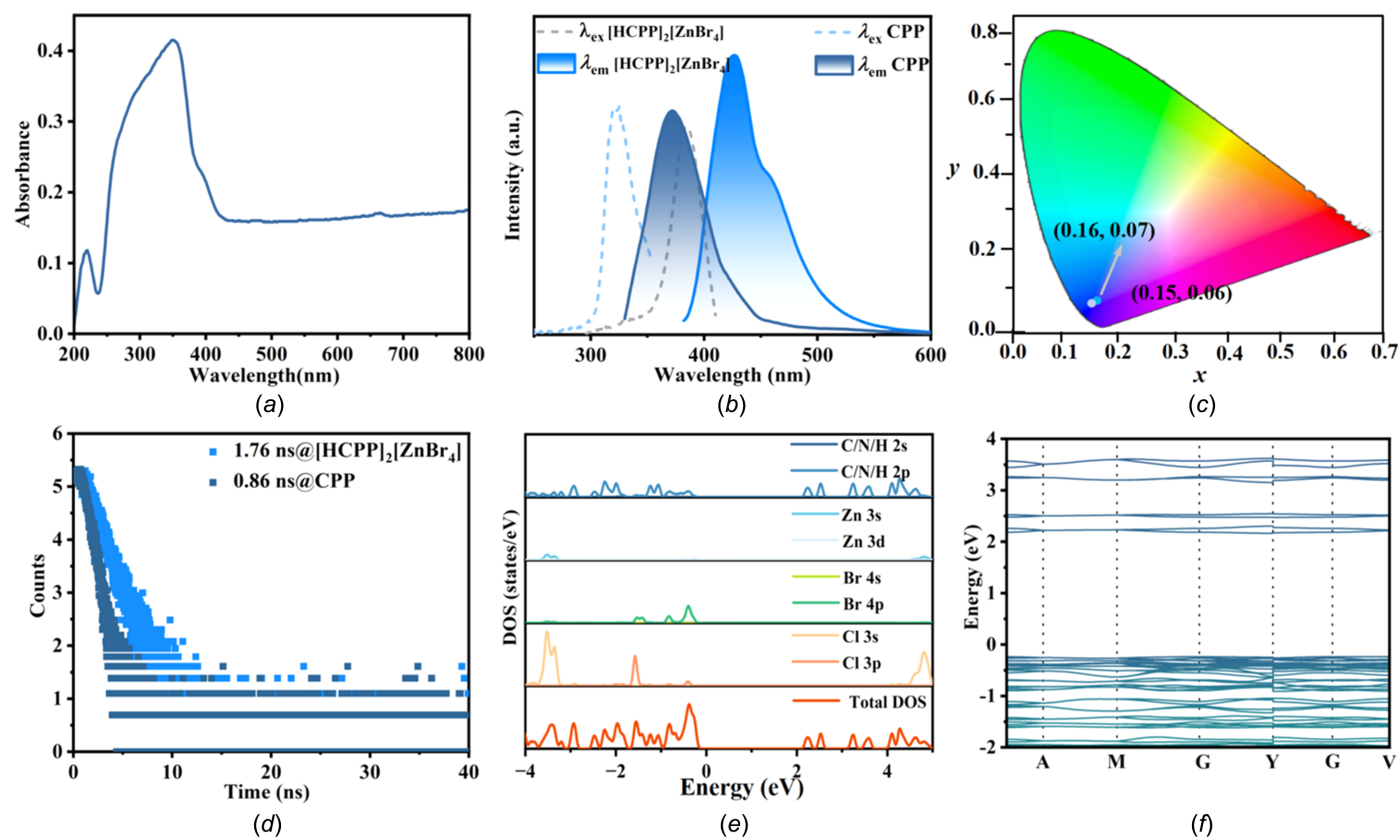 0.4
0.3
0.2
0.1
0.0
Absorbance
200 300 400 500 600 700 800
Wavelength(nm)
(a)
λex [HCPP]2[ZnBr4]
λex CPP
λem [HCPP]2[ZnBr4]
λem CPP
Intensity (a.u.)
300 400 500 600
Wavelength (nm)
(b)
0.8
0.6
0.4
0.2
0.0
y
(0.16, 0.07)
(0.15, 0.06)
0.0 0.1 0.2 0.3 0.4 0.5 0.6 0.7
x
(c)
6
5
4
3
2
1
0
Counts
1.76 ns@[HCPP]2[ZnBr4]
0.86 ns@CPP
0 10 20 30 40
Time (ns)
(d)
DOS (states/eV)
C/N/H 2s
C/N/H 2p
Zn 3s
Zn 3d
Br 4s
Br 4p
Cl 3s
Cl 3p
Total DOS
−4 −2 0 2 4
Energy (eV)
(e)
4
3
2
1
0
-1
-2
Energy (eV)
A M G Y G V
(f)